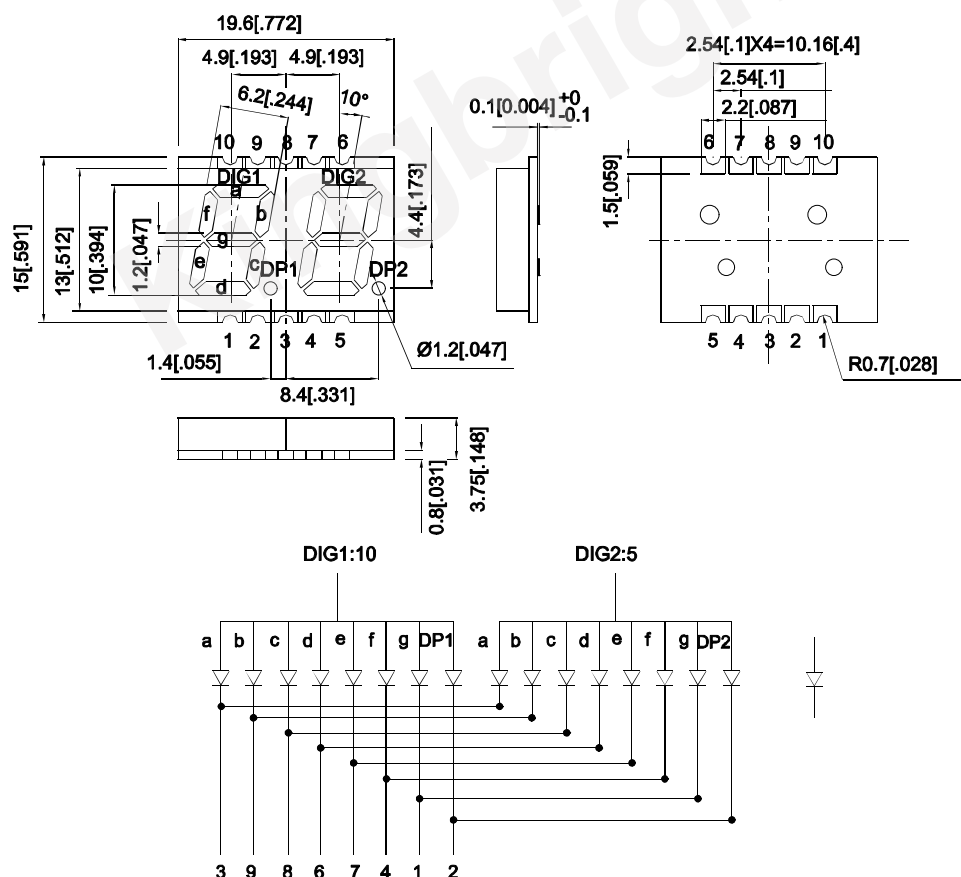 Kingbright
19.6[.772]
4.9[.193] 4.9[.193]
6.2[.244] 10°
10 9 8 7 6
DIG1 DIG2
a
f b
g
e c
d
DP1 DP2
15[.591]
13[.512]
10[.394]
1.2[.047]
4.4[.173]
1 2 3 4 5
1.4[.055]
8.4[.331]
Ø1.2[.047]
0.1[0.004] +0
-0.1
2.54[.1]X4=10.16[.4]
2.54[.1]
2.2[.087]
6 7 8 9 10
1.5[.059]
5 4 3 2 1
R0.7[.028]
0.8[.031]
3.75[.148]
DIG1:10 DIG2:5
a b c d e f g DP1 a b c d e f g DP2
3 9 8 6 7 4 1 2